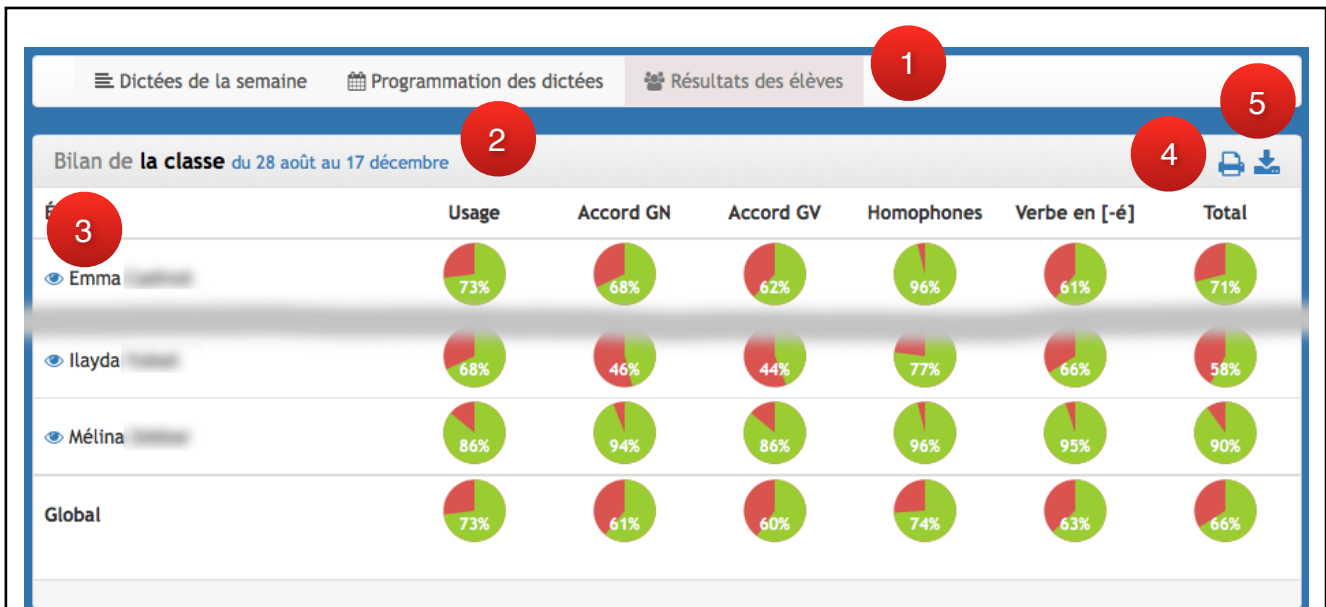 Dictées de la semaine Programmation des dictées Résultats des élèves 1
5
Bilan de la classe du 28 août au 17 décembre 2 4
Usage Accord GN Accord GV Homophones Verbe en [-é] Total
3
Emma 73% 68% 62% 96% 61% 71%
Ilayda 68% 46% 44% 77% 66% 58%
Mélina 86% 94% 86% 96% 95% 90%
Global 73% 61% 60% 74% 63% 66%